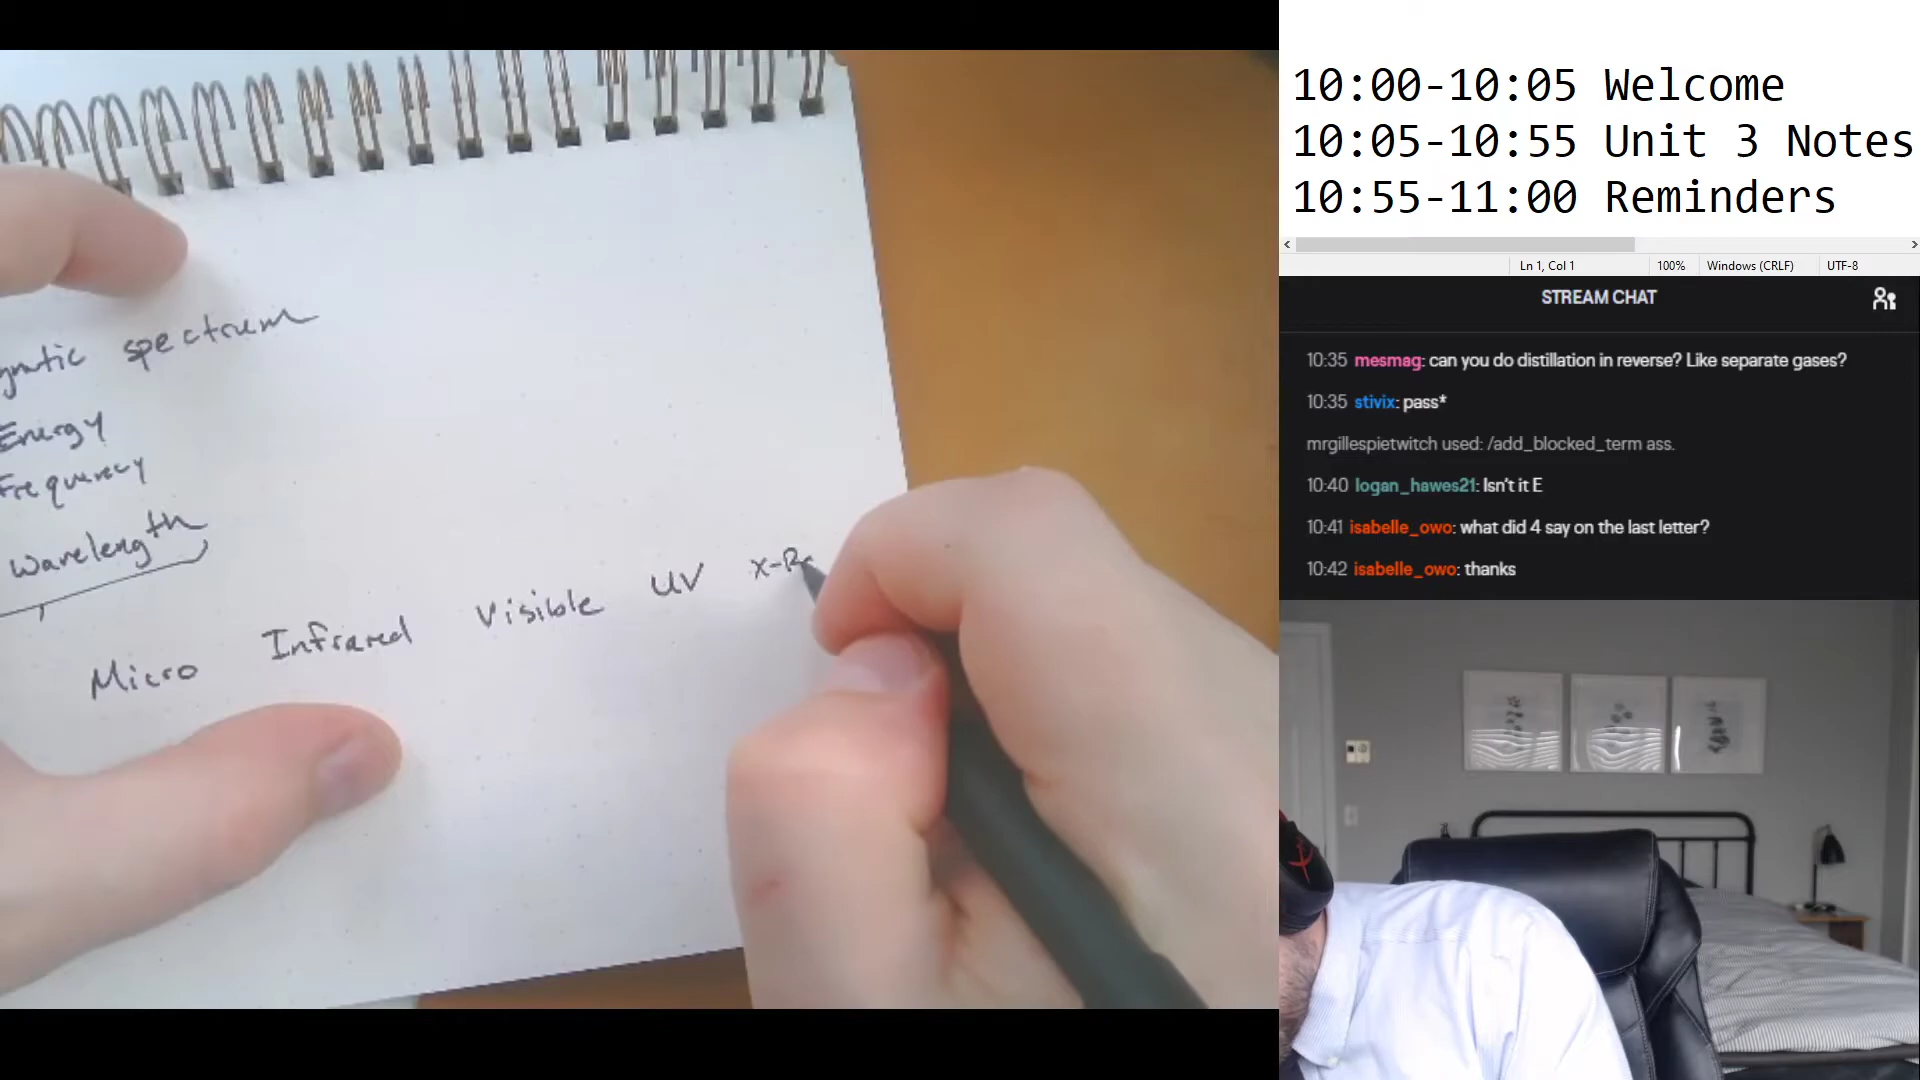 spectrum
Energy
Frequency
Wavelength
Micro Infrared Visible UV X-Ra
10:00-10:05 Welcome
10:05-10:55 Unit 3 Notes
10:55-11:00 Reminders
Ln 1, Col 1 100% Windows (CRLF) UTF-8
STREAM CHAT
10:35 mesmag: can you do distillation in reverse? Like separate gases?
10:35 stivix: pass*
mrgillespietwitch used: /add_blocked_term ass.
10:40 logan_hawes21: Isn't it E
10:41 isabelle_owo: what did 4 say on the last letter?
10:42 isabelle_owo: thanks